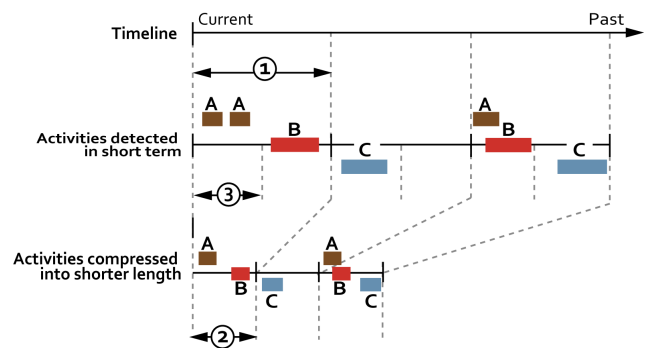 Current
Past
Timeline
1
A
A
A
B
B
Activities detected
in short term
C
C
3
A
A
Activities compressed
into shorter length
B
C
B
C
2